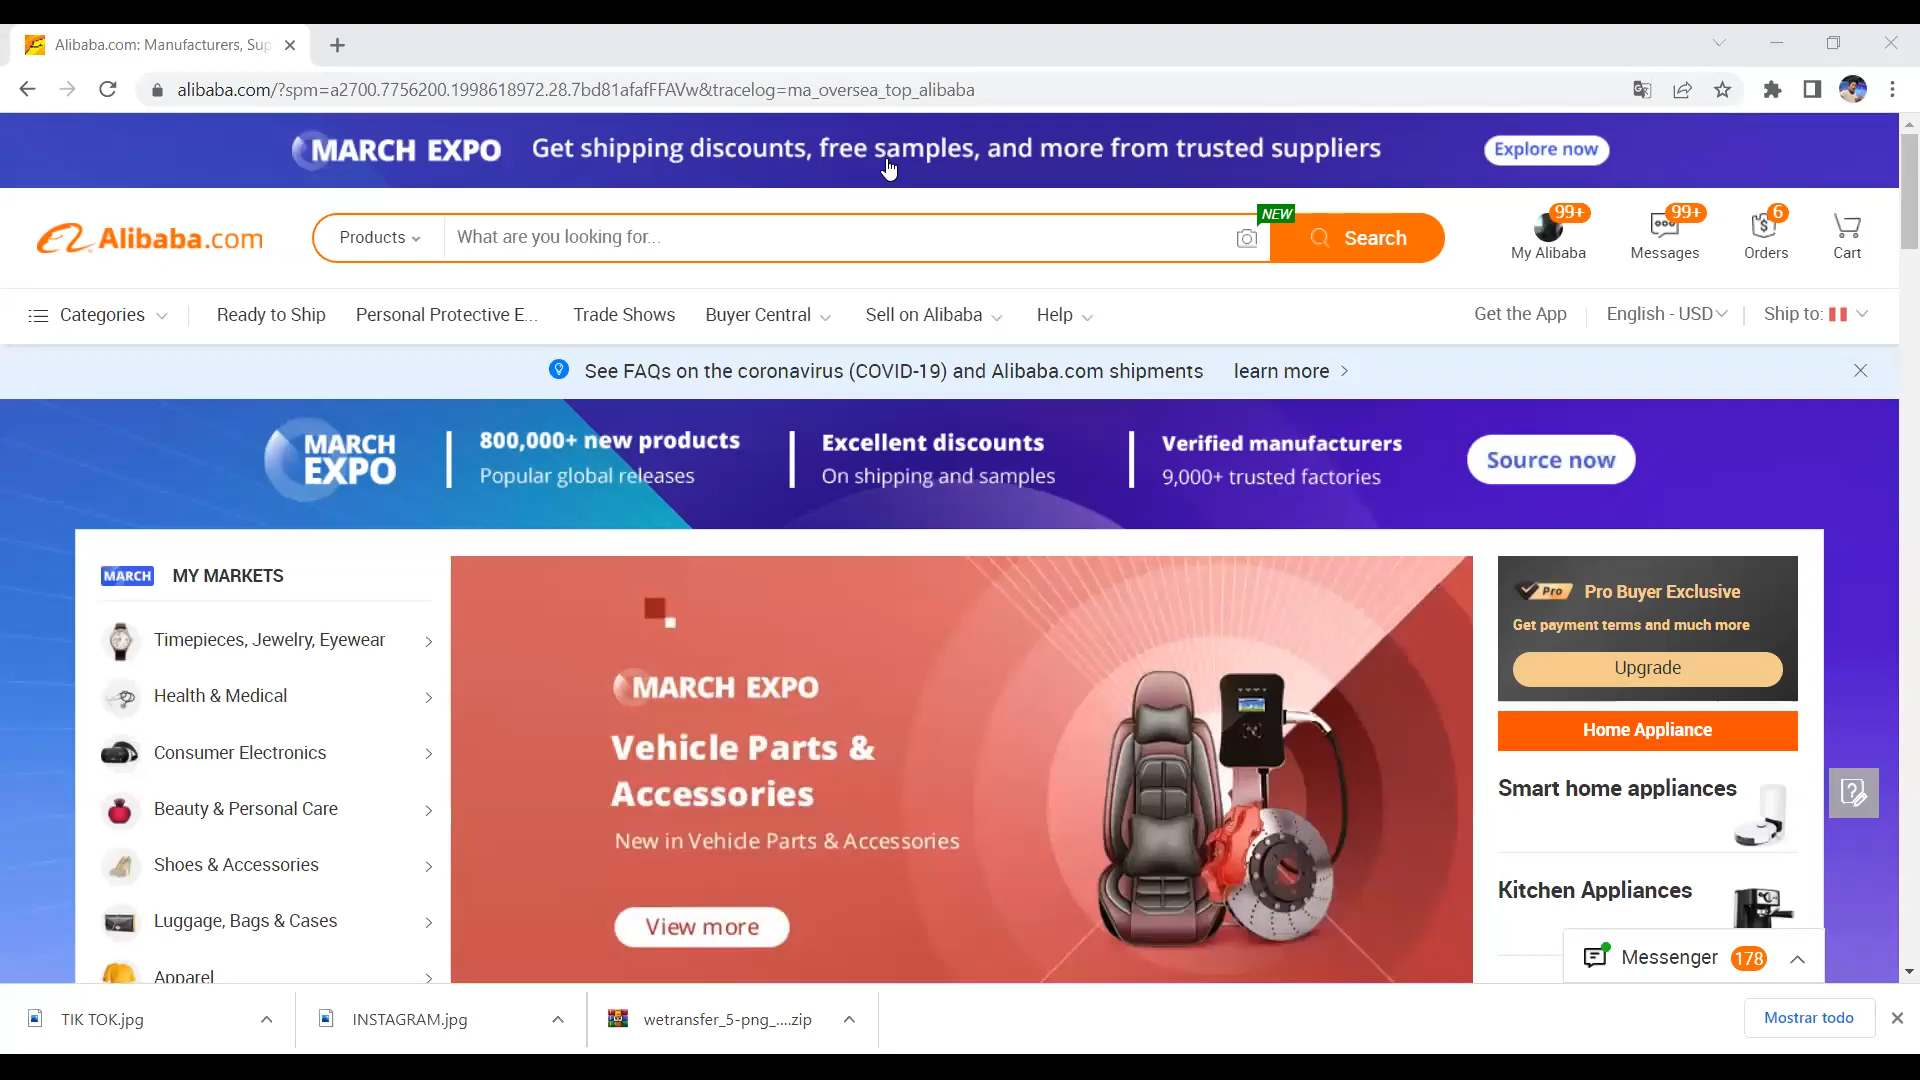 Alibaba.com: Manufacturers, Sup
alibaba.com/?spm=a2700.7756200.1998618972.28.7bd81afafFFAVw&tracelog=ma_oversea_top_alibaba
MARCH EXPO Get shipping discounts, free samples, and more from trusted suppliers Explore now
Alibaba.com
Products
What are you looking for...
NEW
Search
99+
My Alibaba
99+
Messages
6
Orders
Cart
Categories
Ready to Ship
Personal Protective E...
Trade Shows
Buyer Central
Sell on Alibaba
Help
Get the App
English - USD
Ship to:
See FAQs on the coronavirus (COVID-19) and Alibaba.com shipments learn more
MARCH
EXPO
800,000+ new products
Popular global releases
Excellent discounts
On shipping and samples
Verified manufacturers
9,000+ trusted factories
Source now
MARCH MY MARKETS
Timepieces, Jewelry, Eyewear
Health & Medical
Consumer Electronics
Beauty & Personal Care
Shoes & Accessories
Luggage, Bags & Cases
Apparel
MARCH EXPO
Vehicle Parts &
Accessories
New in Vehicle Parts & Accessories
View more
Pro Pro Buyer Exclusive
Get payment terms and much more
Upgrade
Home Appliance
Smart home appliances
Kitchen Appliances
Messenger 178
TIK TOK.jpg
INSTAGRAM.jpg
wetransfer_5-png_....zip
Mostrar todo